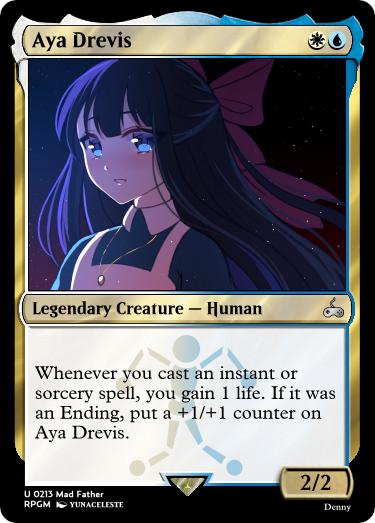 Aya Drevis
Legendary Creature — Human
Whenever you cast an instant or
sorcery spell, you gain 1 life. If it was
an Ending, put a +1/+1 counter on
Aya Drevis.
2/2
U 0213 Mad Father
RPGM YUNACELESTE
Denny